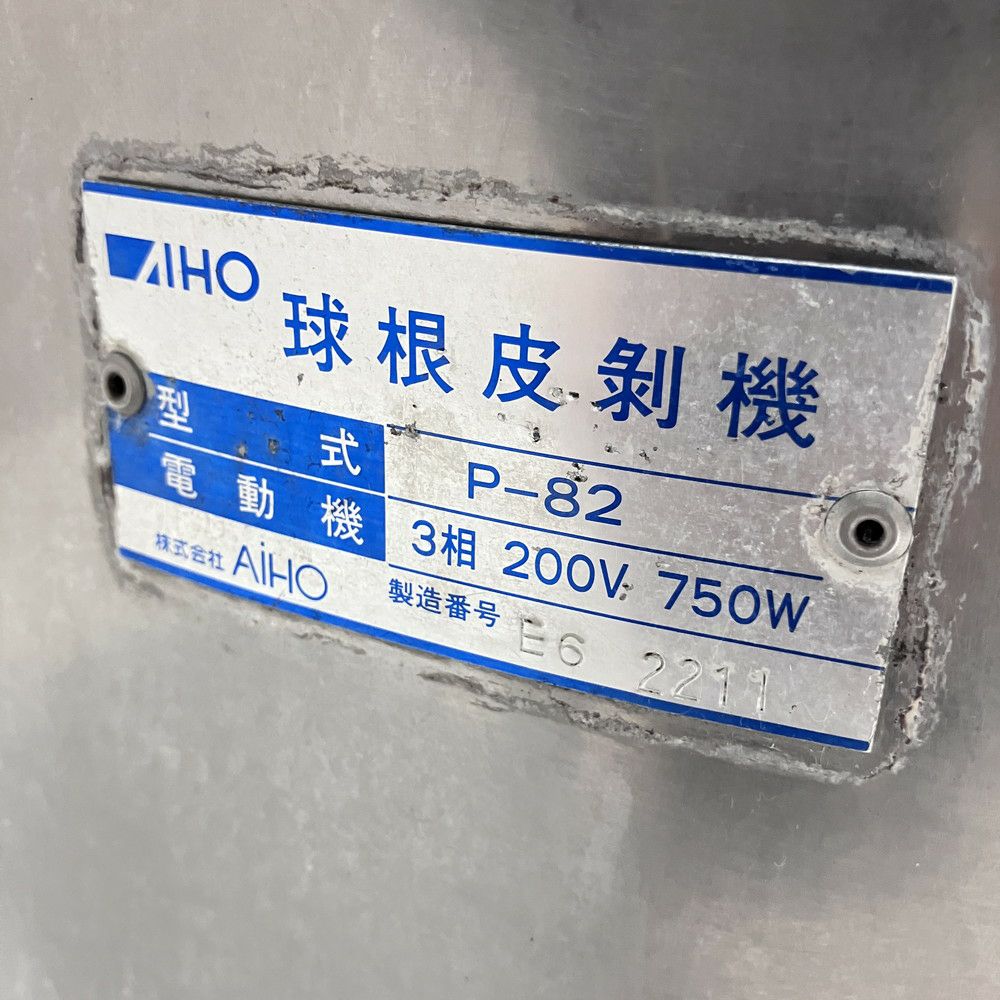 AIHO
球根皮剝機
型式 P-82
電動機 3相 200V 750W
株式会社 AiHO 製造番号 E6 2211